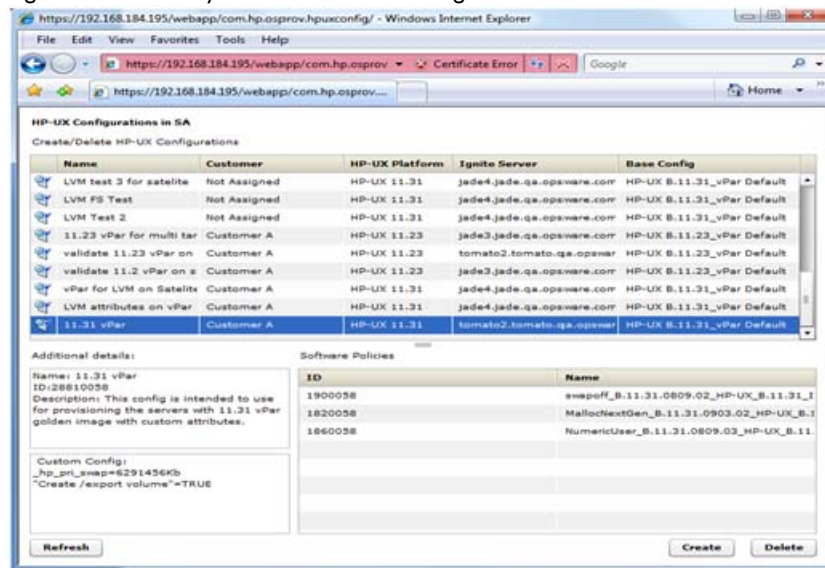 https://192.168.184.195/webapp/com.hp.osprov.hpuxconfig/ - Windows Internet Explorer
File Edit View Favorites Tools Help
https://192.168.184.195/webapp/com.hp.osprov Certificate Error Google
https://192.168.184.195/webapp/com.hp.osprov.... Home
HP-UX Configurations in SA
Create/Delete HP-UX Configurations
Name Customer HP-UX Platform Ignite Server Base Config
LVM test 3 for satelite Not Assigned HP-UX 11.31 jade4.jade.qa.opsware.com HP-UX B.11.31_vPar Default
LVM FS Test Not Assigned HP-UX 11.31 jade4.jade.qa.opsware.com HP-UX B.11.31_vPar Default
LVM Test 2 Not Assigned HP-UX 11.31 jade4.jade.qa.opsware.com HP-UX B.11.31_vPar Default
11.23 vPar for multi tar Customer A HP-UX 11.23 jade3.jade.qa.opsware.com HP-UX B.11.23_vPar Default
validate 11.23 vPar on Customer A HP-UX 11.23 tomato2.tomato.qa.opswar HP-UX B.11.23_vPar Default
validate 11.2 vPar on s Customer A HP-UX 11.23 jade3.jade.qa.opsware.com HP-UX B.11.23_vPar Default
vPar for LVM on Satelite Customer A HP-UX 11.31 jade4.jade.qa.opsware.com HP-UX B.11.31_vPar Default
LVM attributes on vPar Customer A HP-UX 11.31 jade4.jade.qa.opsware.com HP-UX B.11.31_vPar Default
11.31 vPar Customer A HP-UX 11.31 tomato2.tomato.qa.opswar HP-UX B.11.31_vPar Default
Additional details: Software Policies
Name: 11.31 vPar
ID:28810058
Description: This config is intended to use
for provisioning the servers with 11.31 vPar
golden image with custom attributes.
ID Name
1900058 swapoff_B.11.31.0809.02_HP-UX_B.11.31_I
1820058 MallocNextGen_B.11.31.0903.02_HP-UX_B.1
1860058 NumericUser_B.11.31.0809.03_HP-UX_B.11.
Custom Config:
_hp_pri_swap=6291456Kb
"Create /export volume"=TRUE
Refresh Create Delete